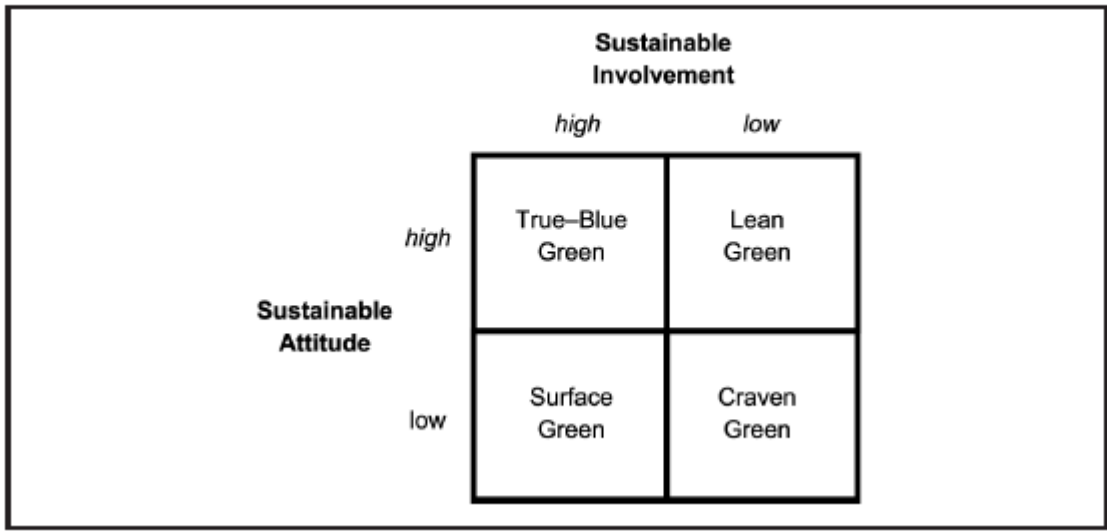 Sustainable
Involvement
high low
True–Blue Lean
high
Green Green
Sustainable
Attitude
Surface Craven
low
Green Green